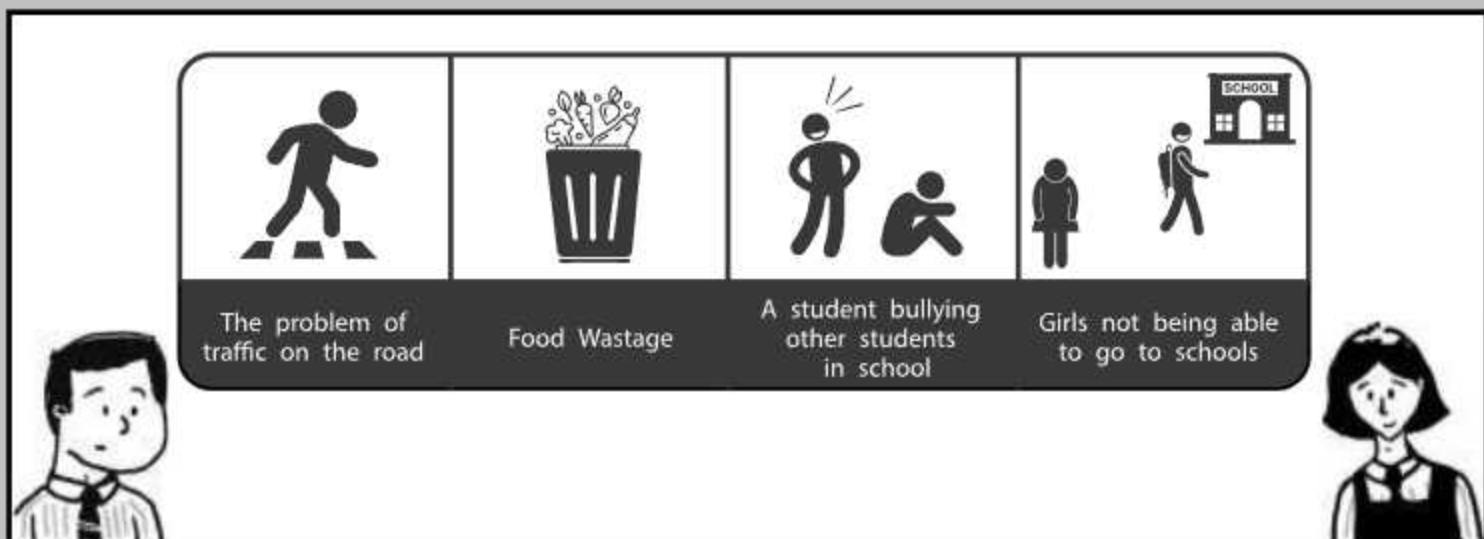 SCHOOL
The problem of
traffic on the road
Food Wastage
A student bullying
other students
in school
Girls not being able
to go to schools